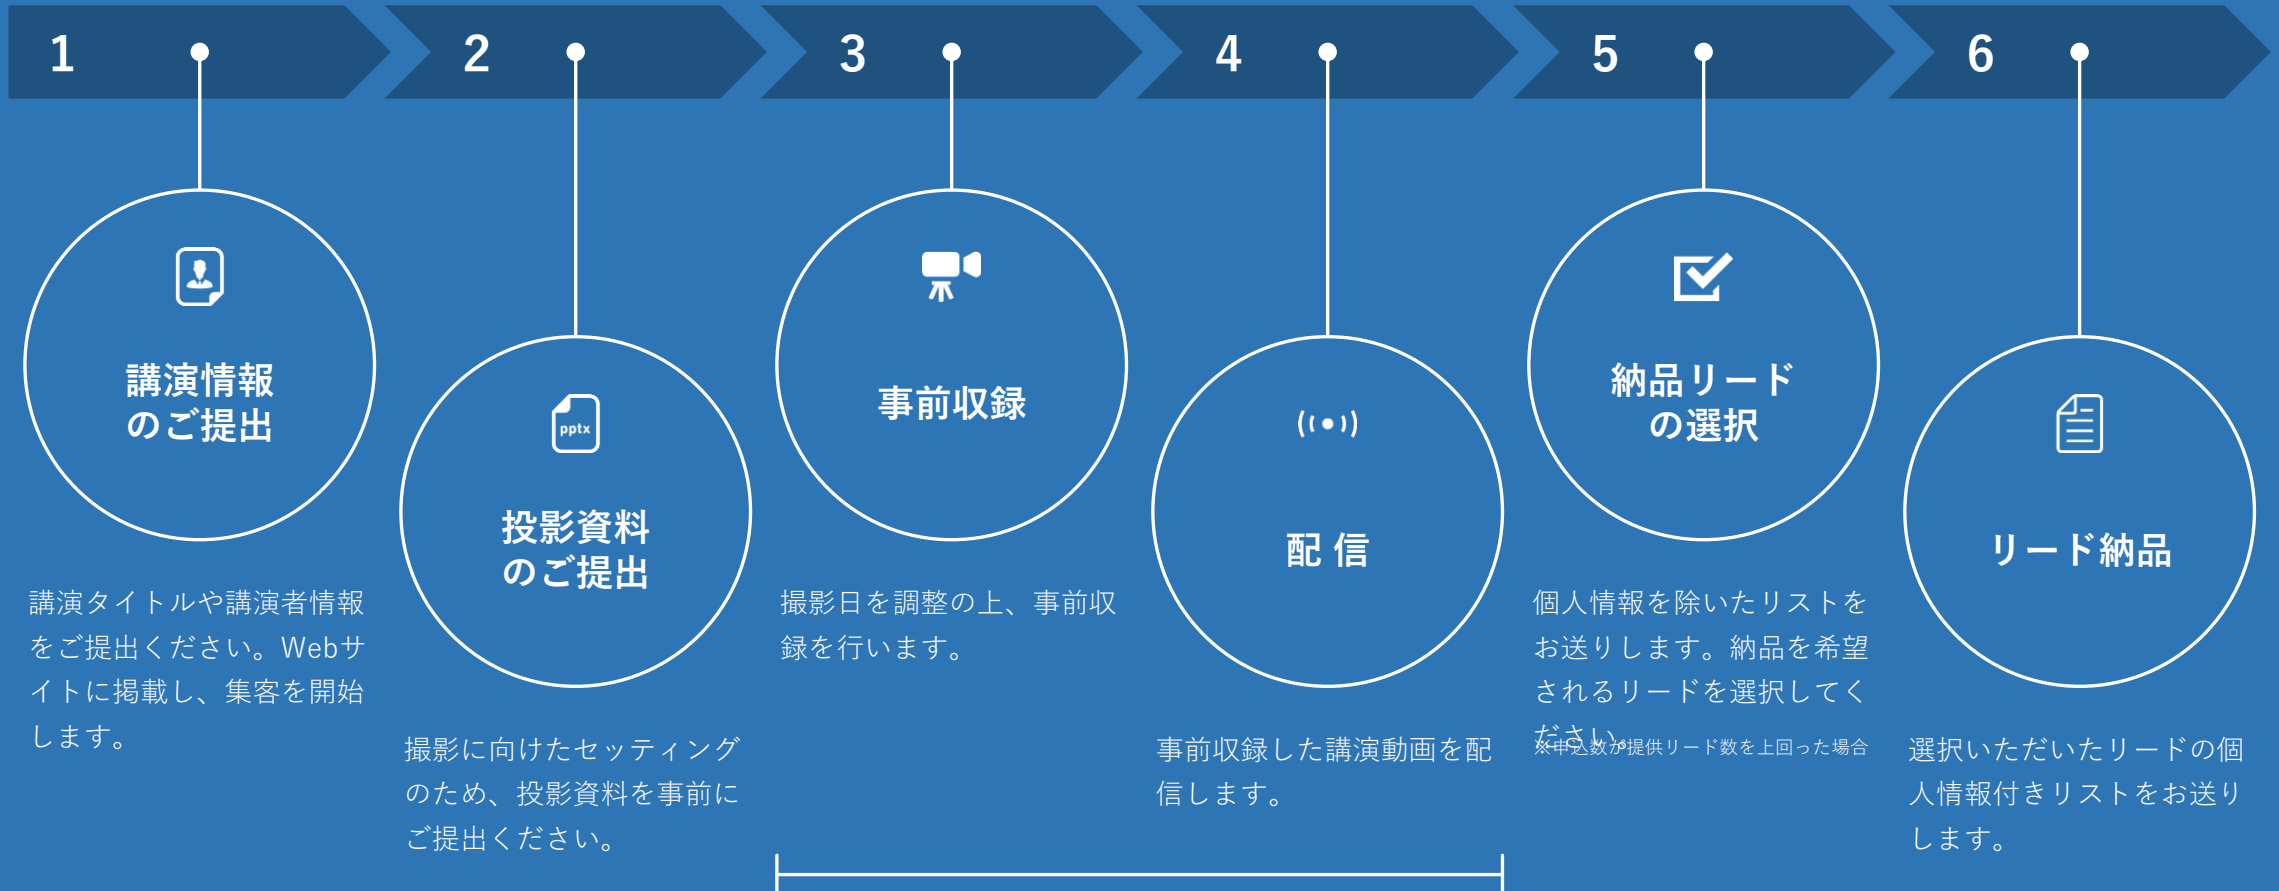 1
2
3
4
5
6
講演情報
のご提出
講演タイトルや講演者情報
をご提出ください。Webサ
イトに掲載し、集客を開始
します。
pptx
投影資料
のご提出
撮影に向けたセッティング
のため、投影資料を事前に
ご提出ください。
事前収録
撮影日を調整の上、事前収
録を行います。
配 信
事前収録した講演動画を配
信します。
納品リード
の選択
個人情報を除いたリストを
お送りします。納品を希望
されるリードを選択してく
ださい。
※申込数が提供リード数を上回った場合
リード納品
選択いただいたリードの個
人情報付きリストをお送り
します。